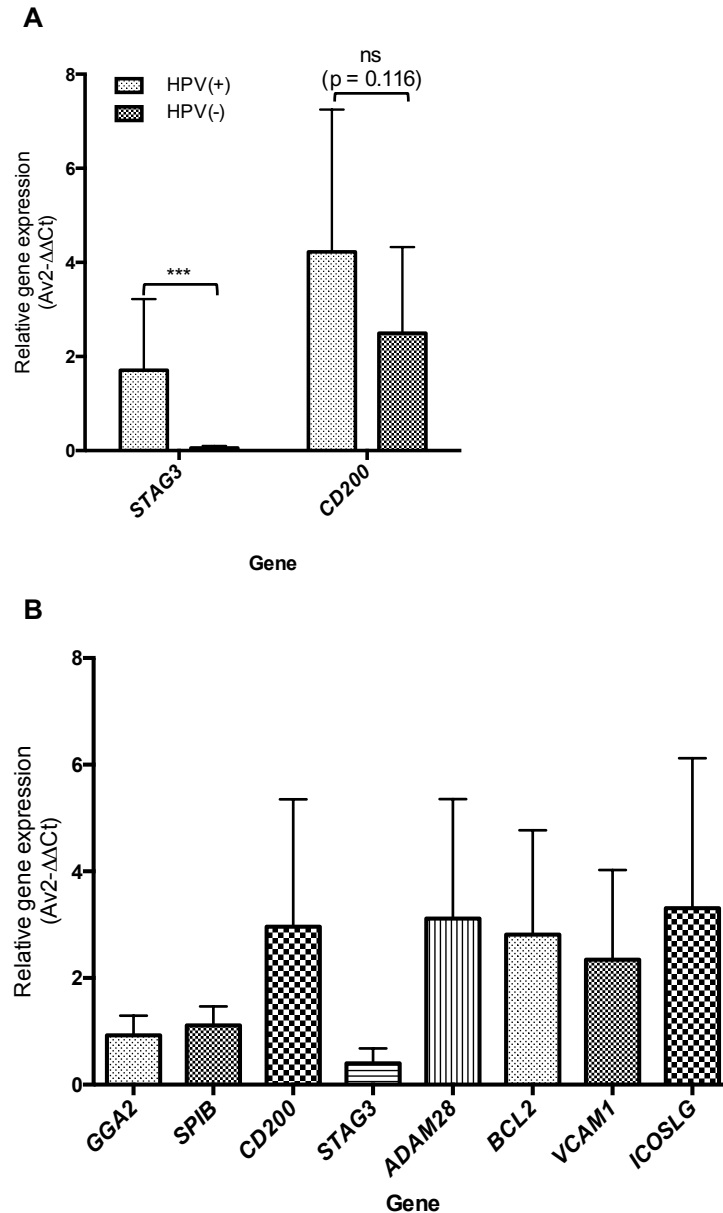 A
ns
(p = 0.116)
HPV(+)
HPV(-)
***
8
6
4
2
0
Relative gene expression
(Av2-ΔΔCt)
STAG3
CD200
Gene
B
8
6
4
2
0
Relative gene expression
(Av2-ΔΔCt)
GGA2
SPIB
CD200
STAG3
ADAM28
BCL2
VCAM1
ICOSLG
Gene